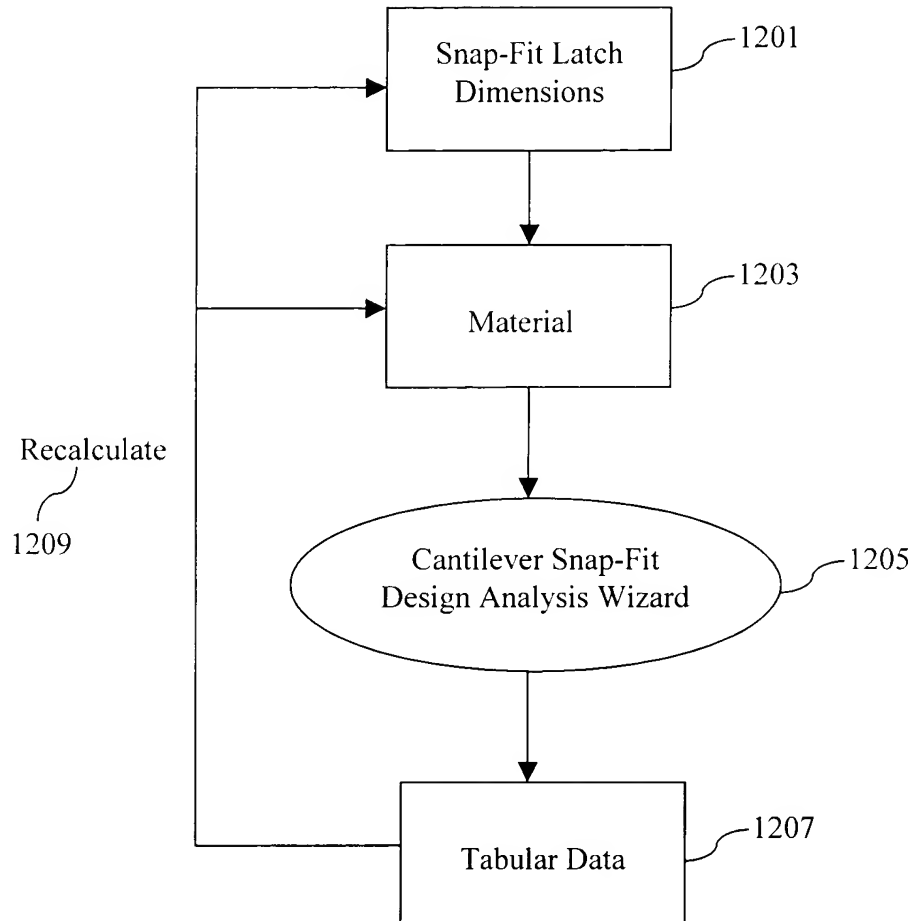 Snap-Fit Latch
Dimensions
1201
Material
1203
Recalculate
1209
Cantilever Snap-Fit
Design Analysis Wizard
1205
Tabular Data
1207